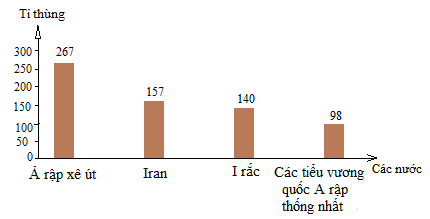 Tỉ thùng
300
250
200
150
100
50
0
267
157
140
98
Ả rập xê út
Iran
I rắc
Các tiểu vương
quốc A rập
thống nhất
Các nước